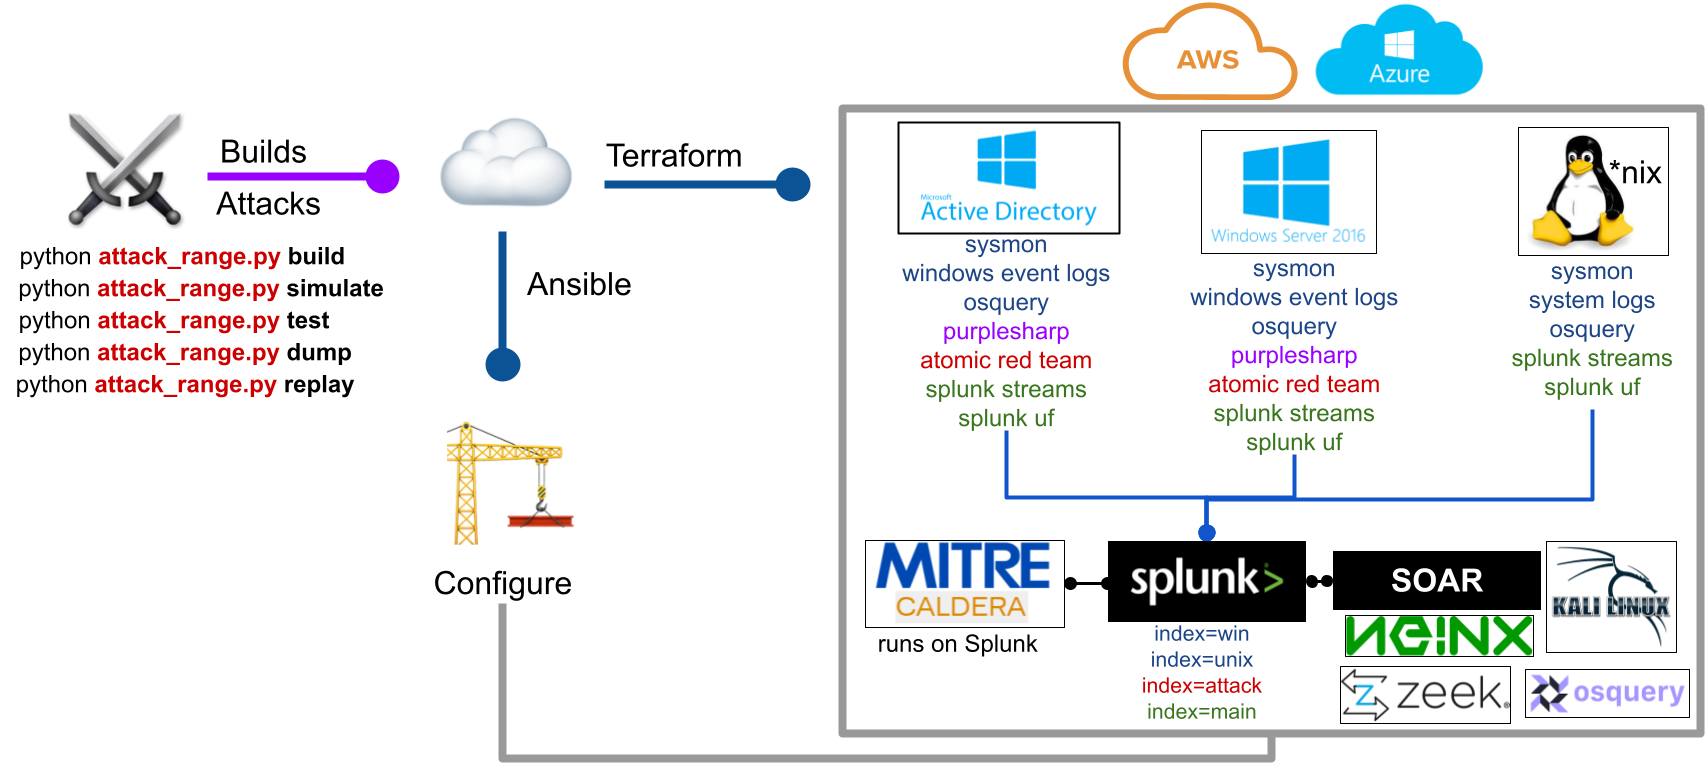 AWS
Azure
Builds
Attacks
python attack_range.py build
python attack_range.py simulate
python attack_range.py test
python attack_range.py dump
python attack_range.py replay
Terraform
Ansible
Configure
Microsoft
Active Directory
sysmon
windows event logs
osquery
purplesharp
atomic red team
splunk streams
splunk uf
Windows Server 2016
sysmon
windows event logs
osquery
purplesharp
atomic red team
splunk streams
splunk uf
*nix
sysmon
system logs
osquery
splunk streams
splunk uf
MITRE
CALDERA
runs on Splunk
splunk>
index=win
index=unix
index=attack
index=main
SOAR
NGINX
zeek
KALI LINUX
osquery